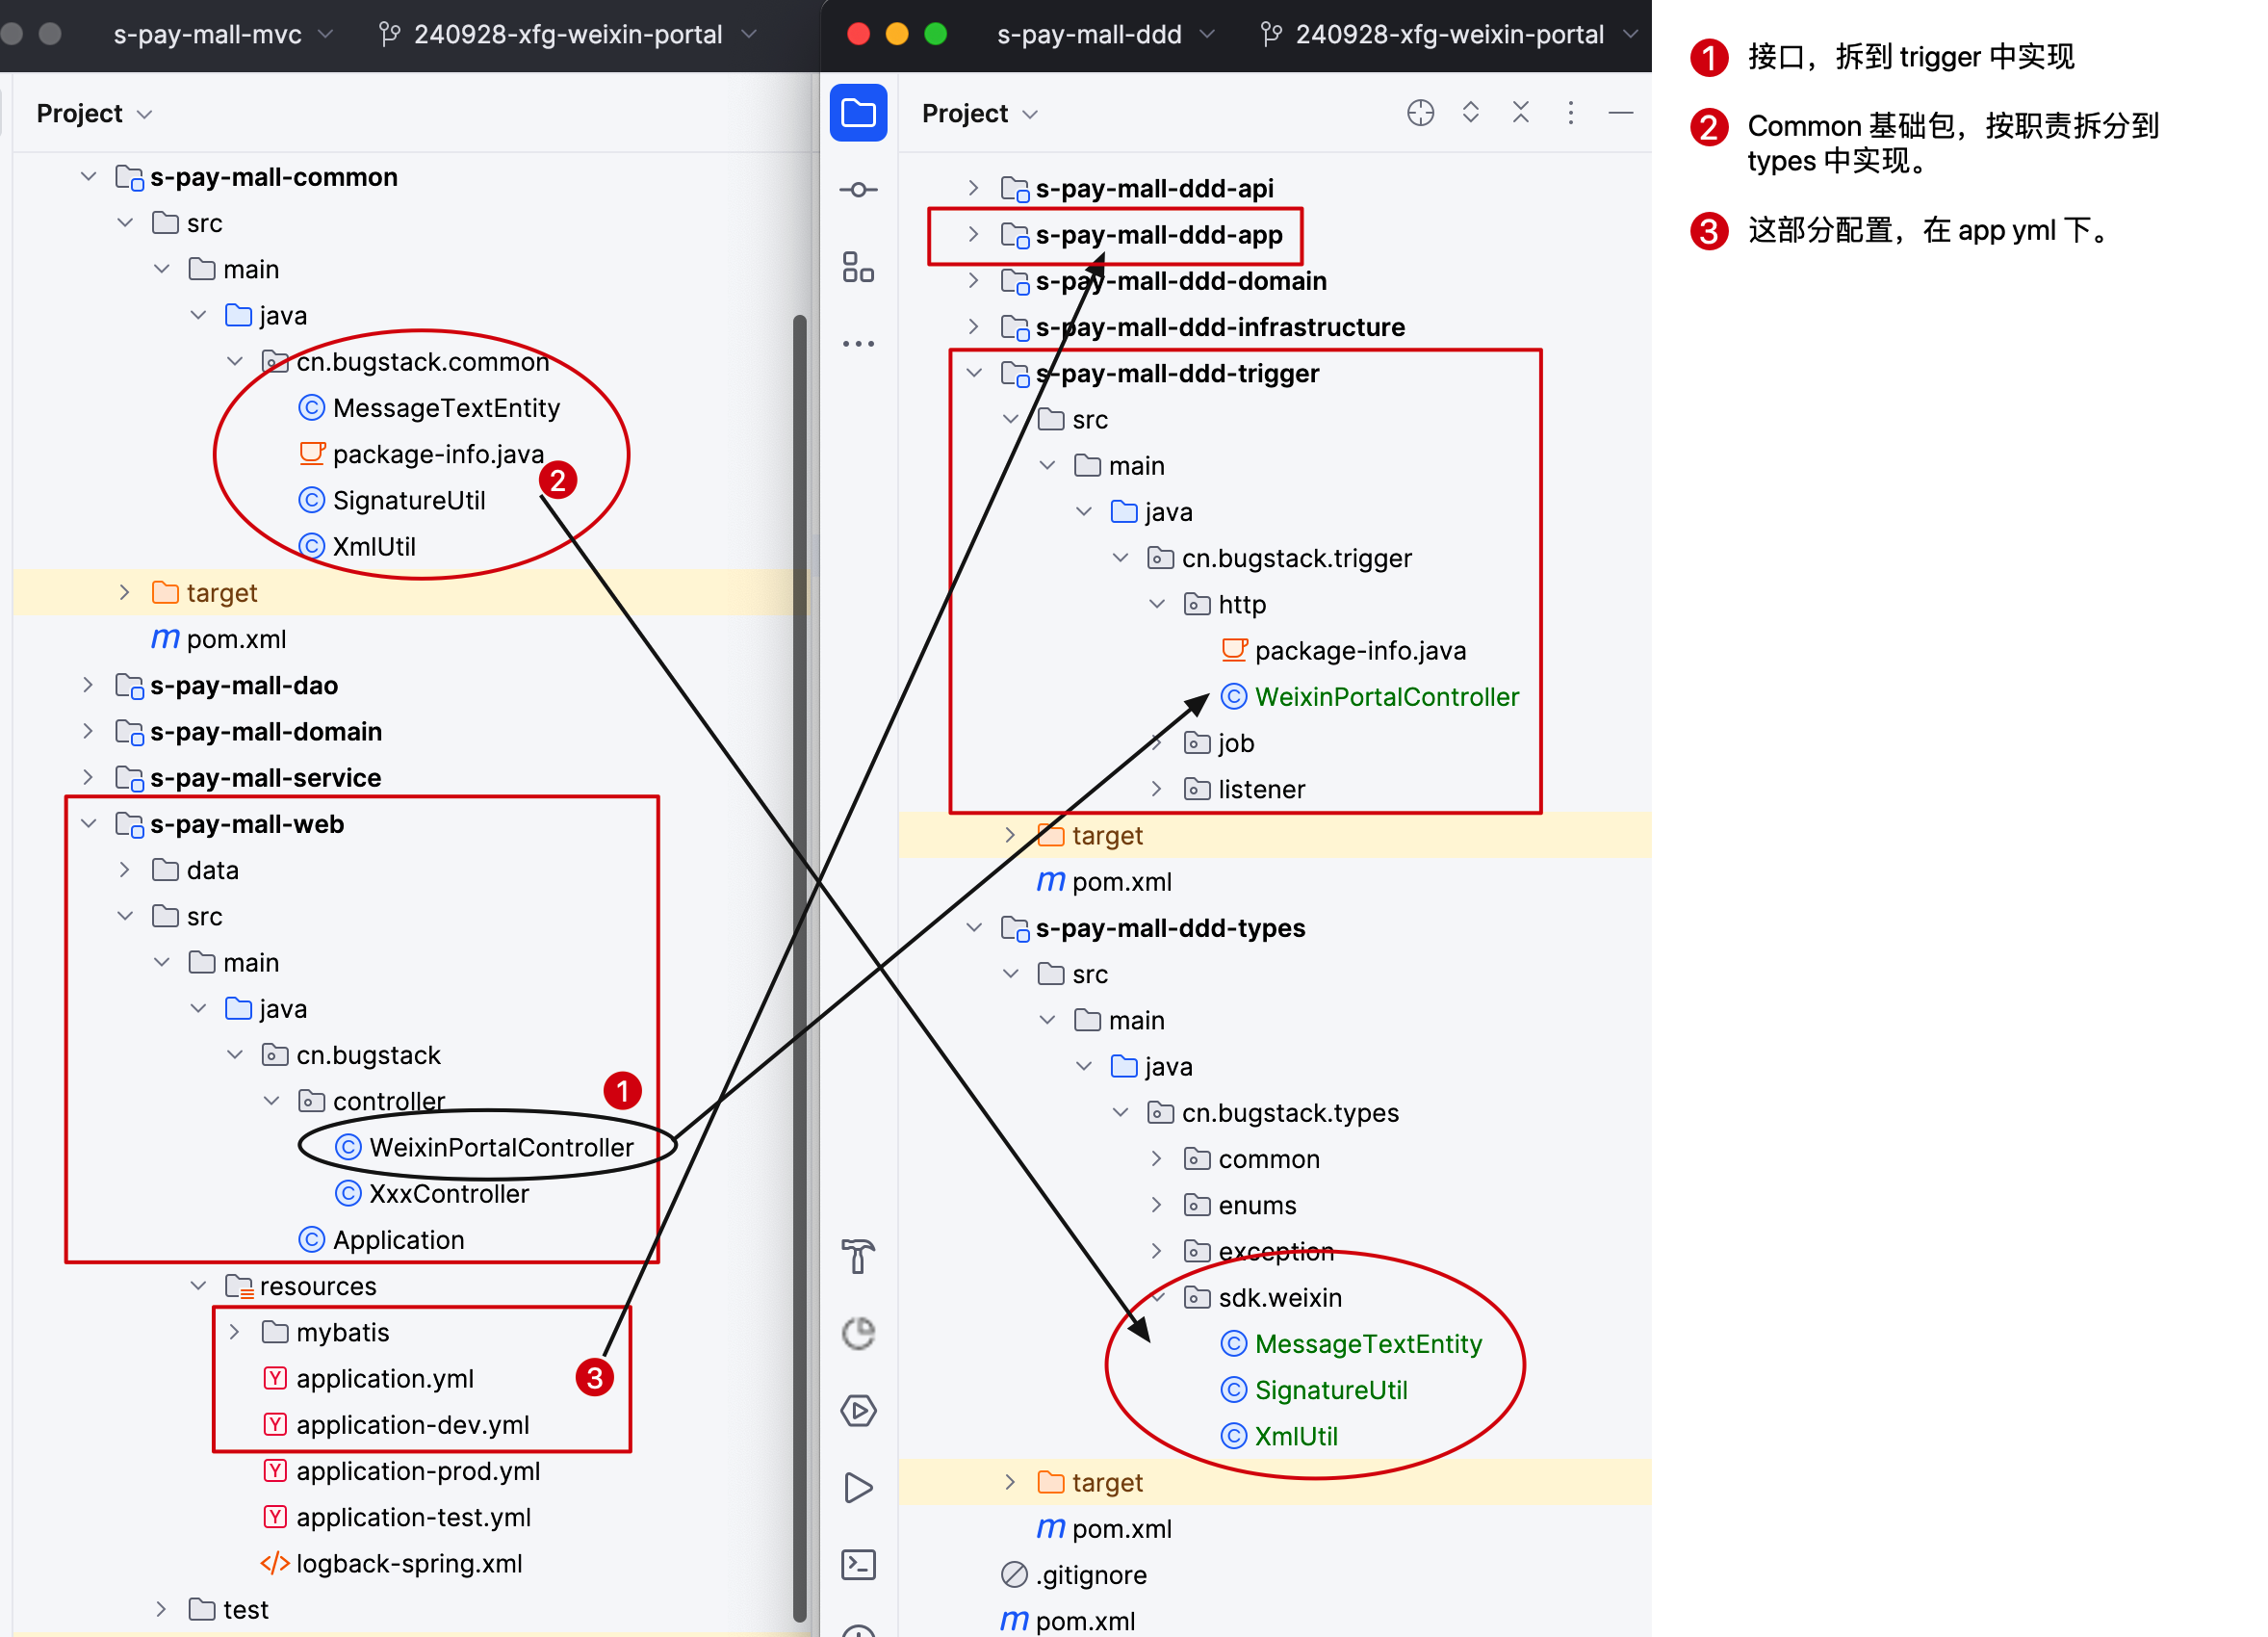 s-pay-mall-mvc
240928-xfg-weixin-portal
Project
s-pay-mall-common
src
main
java
cn.bugstack.common
MessageTextEntity
package-info.java
2
SignatureUtil
XmlUtil
target
pom.xml
s-pay-mall-dao
s-pay-mall-domain
s-pay-mall-service
s-pay-mall-web
data
src
main
java
cn.bugstack
controller
1
WeixinPortalController
XxxController
Application
resources
mybatis
application.yml
3
application-dev.yml
application-prod.yml
application-test.yml
logback-spring.xml
test
s-pay-mall-ddd
240928-xfg-weixin-portal
Project
s-pay-mall-ddd-api
s-pay-mall-ddd-app
s-pay-mall-ddd-domain
s-pay-mall-ddd-infrastructure
s-pay-mall-ddd-trigger
src
main
java
cn.bugstack.trigger
http
package-info.java
WeixinPortalController
job
listener
target
pom.xml
s-pay-mall-ddd-types
src
main
java
cn.bugstack.types
common
enums
exception
sdk.weixin
MessageTextEntity
SignatureUtil
XmlUtil
target
pom.xml
.gitignore
pom.xml
1 接口，拆到 trigger 中实现
2 Common 基础包，按职责拆分到
types 中实现。
3 这部分配置，在 app yml 下。